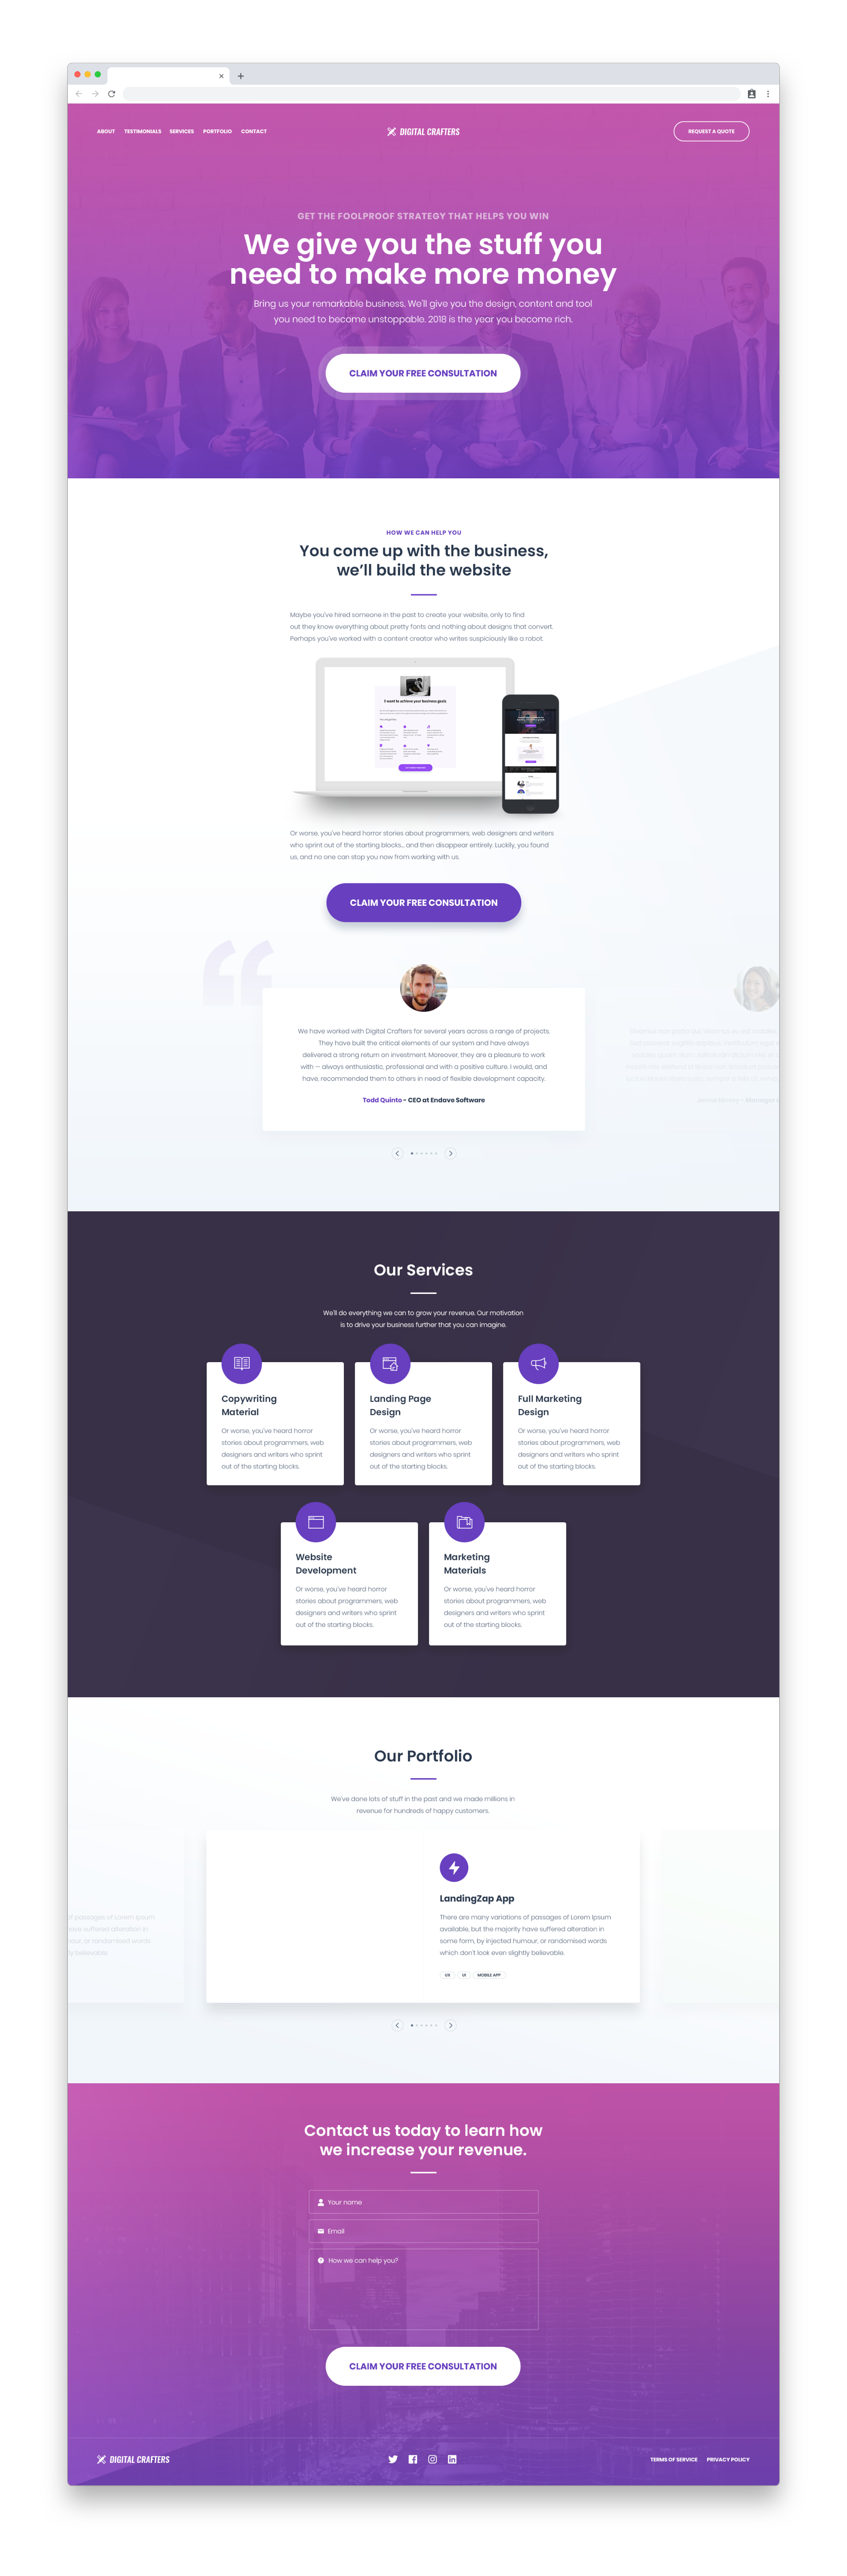 ABOUT TESTIMONIALS SERVICES PORTFOLIO CONTACT
DIGITAL CRAFTERS
REQUEST A QUOTE
GET THE FOOLPROOF STRATEGY THAT HELPS YOU WIN
We give you the stuff you
need to make more money
Bring us your remarkable business. We'll give you the design, content and tool
you need to become unstoppable. 2018 is the year you become rich.
CLAIM YOUR FREE CONSULTATION
HOW WE CAN HELP YOU
You come up with the business,
we'll build the website
Maybe you've hired someone in the past to create your website, only to find
out they know everything about pretty fonts and nothing about designs that convert.
Perhaps you've worked with a content creator who writes suspiciously like a robot.
I want to achieve your business goals
Or worse, you've heard horror stories about programmers, web designers and writers
who sprint out of the starting blocks... and then disappear entirely. Luckily, you found
us, and no one can stop you now from working with us.
CLAIM YOUR FREE CONSULTATION
“
We have worked with Digital Crafters for several years across a range of projects.
They have built the critical elements of our system and have always
delivered a strong return on investment. Moreover, they are a pleasure to work
with – always enthusiastic, professional and with a positive culture. I would, and
have, recommended them to others in need of flexible development capacity.
Todd Quinto - CEO at Endave Software
Our Services
We'll do everything we can to grow your revenue. Our motivation
is to drive your business further that you can imagine.
Copywriting
Material
Or worse, you've heard horror
stories about programmers, web
designers and writers who sprint
out of the starting blocks.
Landing Page
Design
Or worse, you've heard horror
stories about programmers, web
designers and writers who sprint
out of the starting blocks.
Full Marketing
Design
Or worse, you've heard horror
stories about programmers, web
designers and writers who sprint
out of the starting blocks.
Website
Development
Or worse, you've heard horror
stories about programmers, web
designers and writers who sprint
out of the starting blocks.
Marketing
Materials
Or worse, you've heard horror
stories about programmers, web
designers and writers who sprint
out of the starting blocks.
Our Portfolio
We've done lots of stuff in the past and we made millions in
revenue for hundreds of happy customers.
of passages of Lorem Ipsum
have suffered alteration in
humour, or randomised words
believable.
LandingZap App
There are many variations of passages of Lorem Ipsum
available, but the majority have suffered alteration in
some form, by injected humour, or randomised words
which don't look even slightly believable.
UX UI MOBILE APP
Contact us today to learn how
we increase your revenue.
Your name
Email
How we can help you?
CLAIM YOUR FREE CONSULTATION
DIGITAL CRAFTERS
TERMS OF SERVICE PRIVACY POLICY